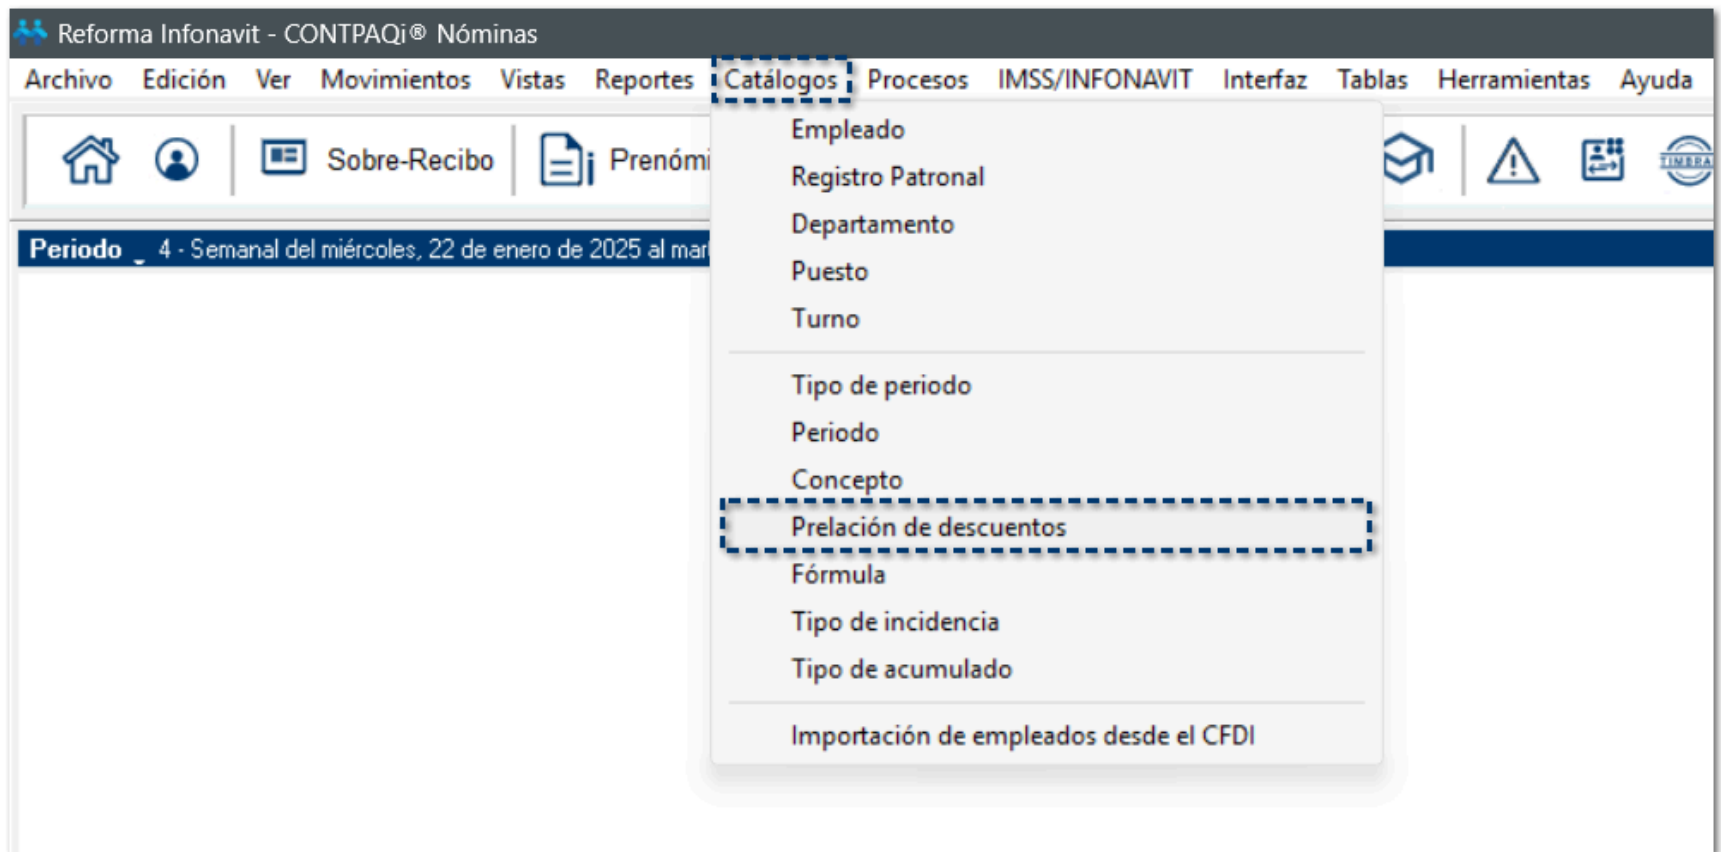 Reforma Infonavit - CONTPAQi® Nóminas
Archivo Edición Ver Movimientos Vistas Reportes Catálogos Procesos IMSS/INFONAVIT Interfaz Tablas Herramientas Ayuda
Sobre-Recibo Prenómi
TIMBRA
Periodo 4 - Semanal del miércoles, 22 de enero de 2025 al mar
Empleado
Registro Patronal
Departamento
Puesto
Turno
Tipo de periodo
Periodo
Concepto
Prelación de descuentos
Fórmula
Tipo de incidencia
Tipo de acumulado
Importación de empleados desde el CFDI